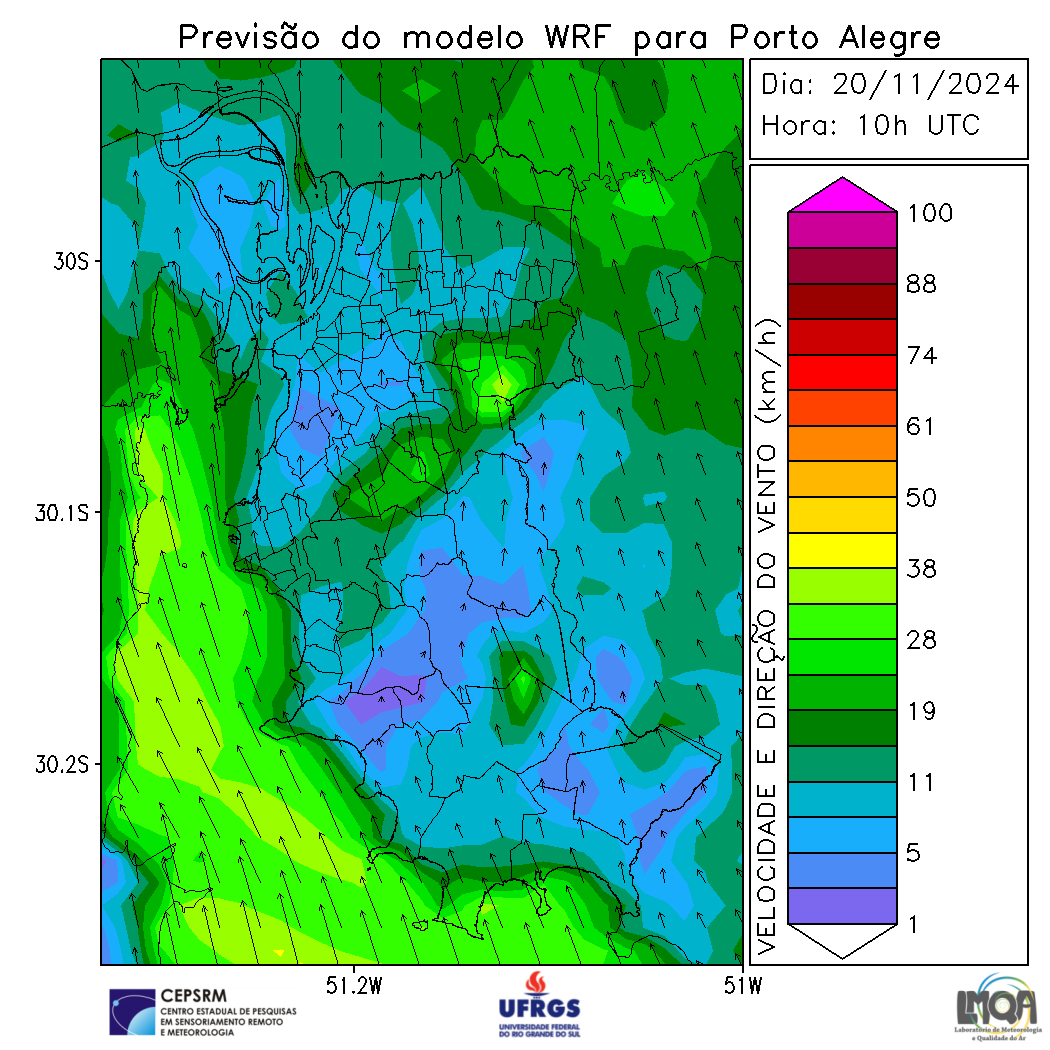 Previsão do modelo WRF para Porto Alegre
Dia: 20/11/2024
Hora: 10h UTC
30S
30.1S
30.2S
51.2W
51W
VELOCIDADE E DIREÇÃO DO VENTO (km/h)
100
88
74
61
50
38
28
19
11
5
1
CEPSRM
CENTRO ESTADUAL DE PESQUISAS
EM SENSORIAMENTO REMOTO
E METEOROLOGIA
UFRGS
UNIVERSIDADE FEDERAL
DO RIO GRANDE DO SUL
LMQA
Laboratório de Meteorologia
e Qualidade do Ar